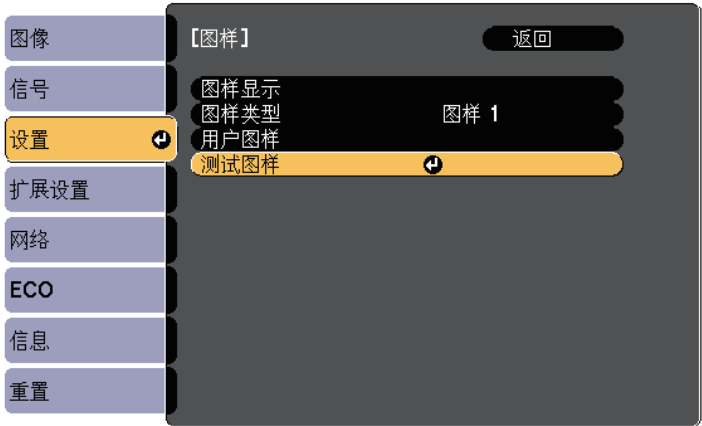 图像
信号
设置
扩展设置
网络
ECO
信息
重置
[图样]
返回
图样显示
图样类型 图样 1
用户图样
测试图样